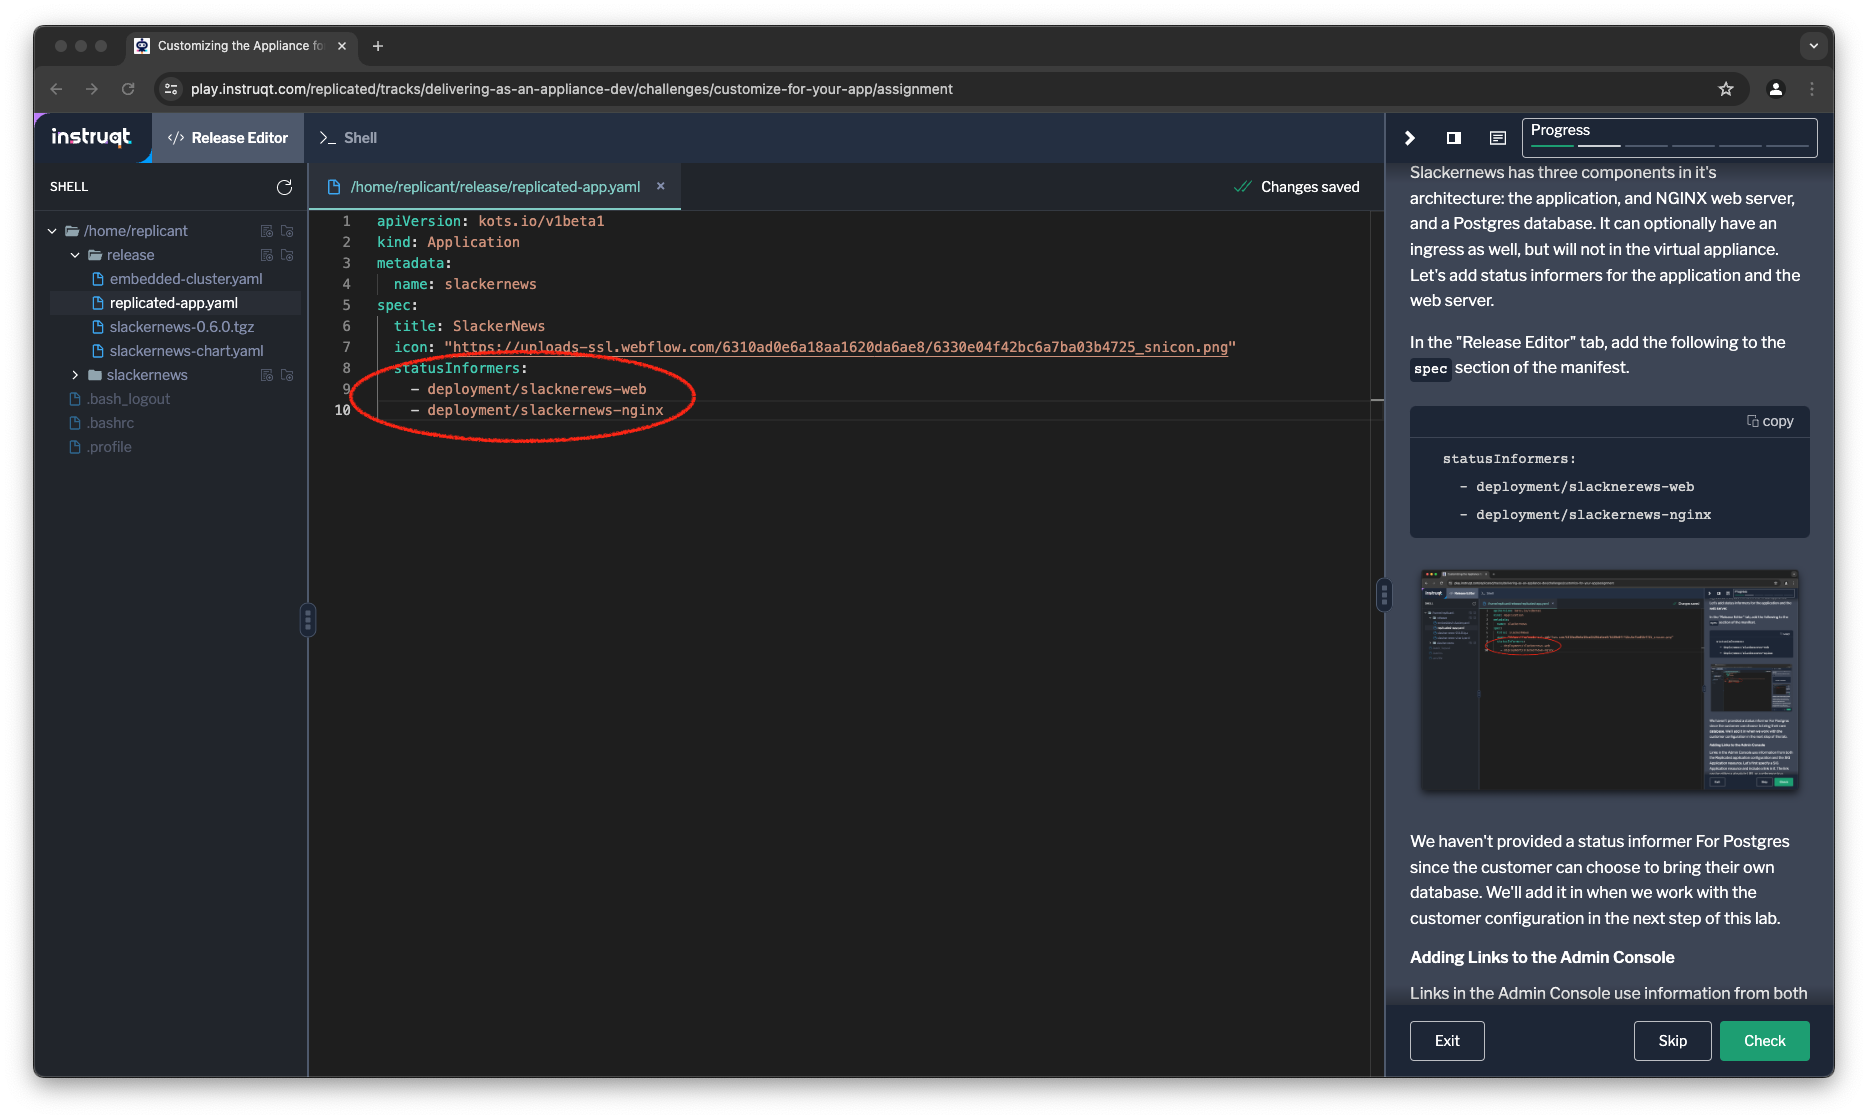 Customizing the Appliance fo
play.instruqt.com/replicated/tracks/delivering-as-an-appliance-dev/challenges/customize-for-your-app/assignment
instruqt
</> Release Editor
>_ Shell
Progress
SHELL
/home/replicant
release
embedded-cluster.yaml
replicated-app.yaml
slackernews-0.6.0.tgz
slackernews-chart.yaml
slackernews
.bash_logout
.bashrc
.profile
/home/replicant/release/replicated-app.yaml
Changes saved
1 apiVersion: kots.io/v1beta1
2 kind: Application
3 metadata:
4 name: slackernews
5 spec:
6 title: SlackerNews
7 icon: "https://uploads-ssl.webflow.com/6310ad0e6a18aa1620da6ae8/6330e04f42bc6a7ba03b4725_snicon.png"
8 statusInformers:
9 - deployment/slacknerews-web
10 - deployment/slackernews-nginx
Slackernews has three components in it's
architecture: the application, and NGINX web server,
and a Postgres database. It can optionally have an
ingress as well, but will not in the virtual appliance.
Let's add status informers for the application and the
web server.
In the "Release Editor" tab, add the following to the
spec section of the manifest.
copy
statusInformers:
- deployment/slacknerews-web
- deployment/slackernews-nginx
We haven't provided a status informer For Postgres
since the customer can choose to bring their own
database. We'll add it in when we work with the
customer configuration in the next step of this lab.
Adding Links to the Admin Console
Links in the Admin Console use information from both
Exit
Skip
Check